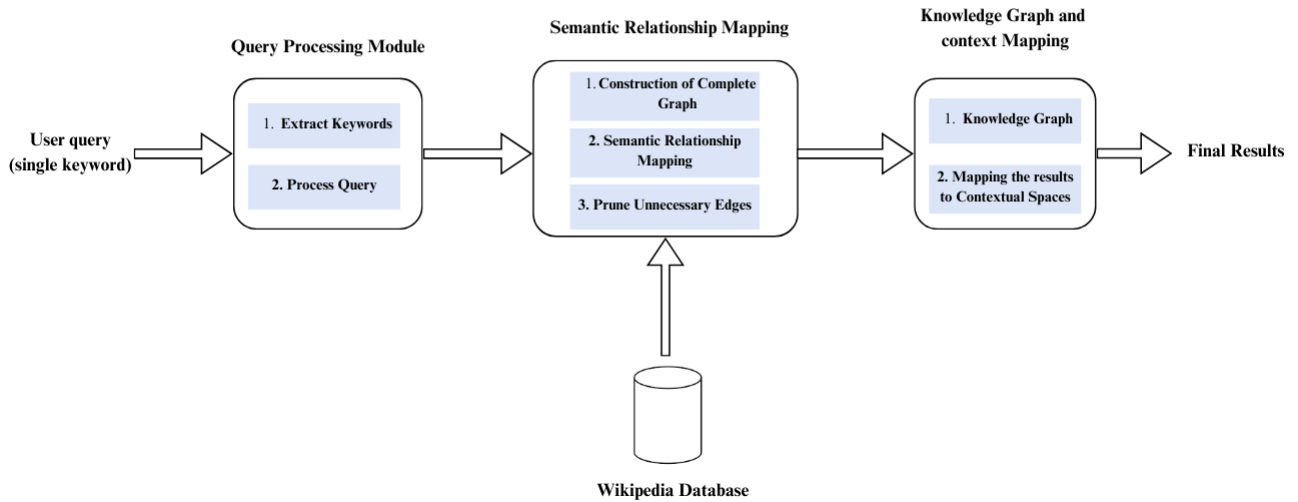 User query
(single keyword)
Query Processing Module
1. Extract Keywords
2. Process Query
Semantic Relationship Mapping
1. Construction of Complete
Graph
2. Semantic Relationship
Mapping
3. Prune Unnecessary Edges
Wikipedia Database
Knowledge Graph and
context Mapping
1. Knowledge Graph
2. Mapping the results
to Contextual Spaces
Final Results